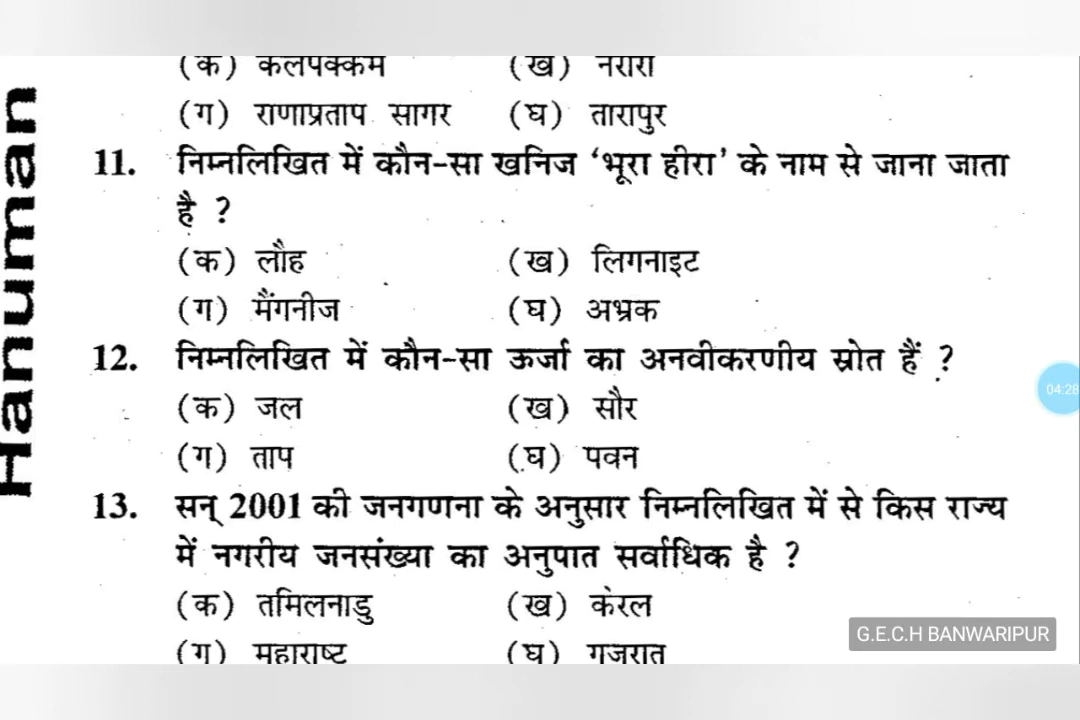 Hanuman
(क) कलपक्कम (ख) नरोरा
(ग) राणाप्रताप सागर (घ) तारापुर
11. निम्नलिखित में कौन-सा खनिज ‘भूरा हीरा’ के नाम से जाना जाता
है ?
(क) लौह (ख) लिगनाइट
(ग) मैंगनीज (घ) अभ्रक
12. निम्नलिखित में कौन-सा ऊर्जा का अनवीकरणीय स्रोत हैं ?
(क) जल (ख) सौर
04:28
(ग) ताप (घ) पवन
13. सन् 2001 की जनगणना के अनुसार निम्नलिखित में से किस राज्य
में नगरीय जनसंख्या का अनुपात सर्वाधिक है ?
(क) तमिलनाडु (ख) केरल
G.E.C.H BANWARIPUR
(ग) महाराष्ट (घ) गुजरात